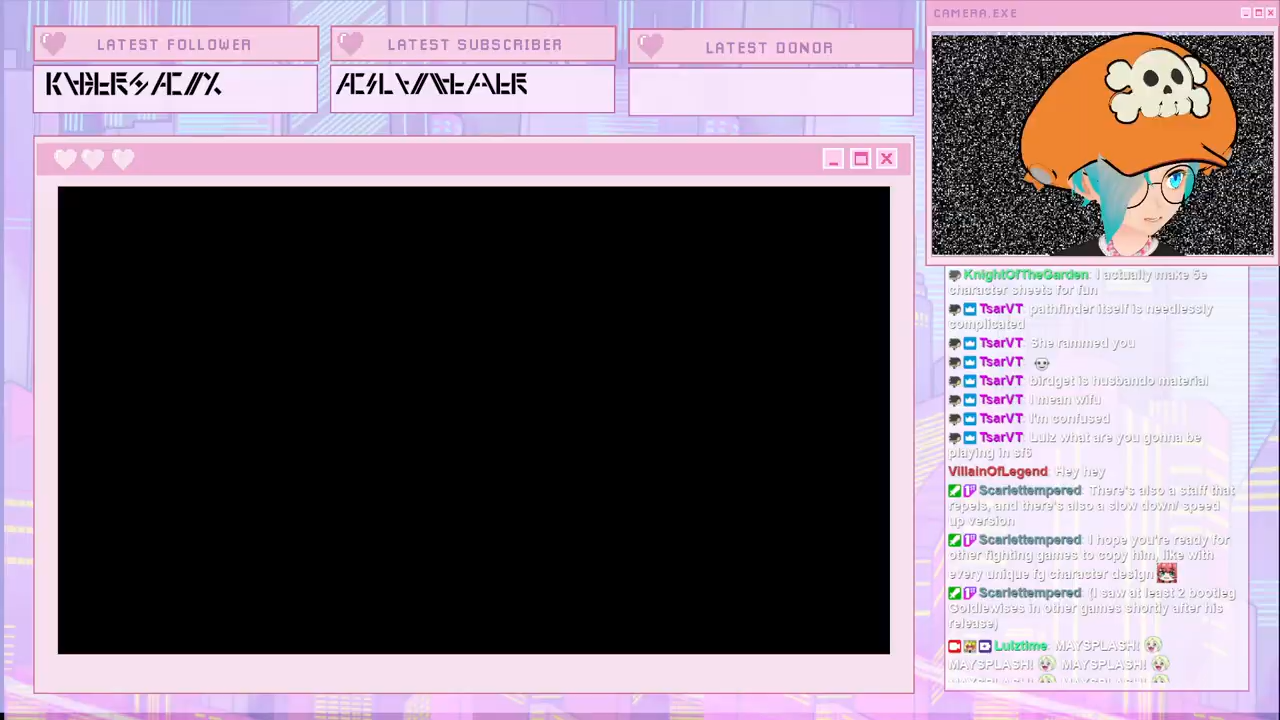 LATEST FOLLOWER
LATEST SUBSCRIBER
LATEST DONOR
CAMERA.EXE
KnightOfTheGarden: I actually make 5e
character sheets for fun
TsarVT: pathfinder itself is needlessly
complicated
TsarVT: She rammed you
TsarVT:
TsarVT: birdget is husbando material
TsarVT: I mean wifu
TsarVT: I'm confused
TsarVT: Lulz what are you gonna be
playing in sf6
VillainOfLegend: Hey hey
Scarlettempered: There's also a staff that
repels, and there's also a slow down/ speed
up version
Scarlettempered: I hope you're ready for
other fighting games to copy him, like with
every unique fg character design
Scarlettempered: (I saw at least 2 bootleg
Goldlewises in other games shortly after his
release)
Lulztime: MAYSPLASH!
MAYSPLASH! MAYSPLASH!
MAYSPLASH! MAYSPLASH!